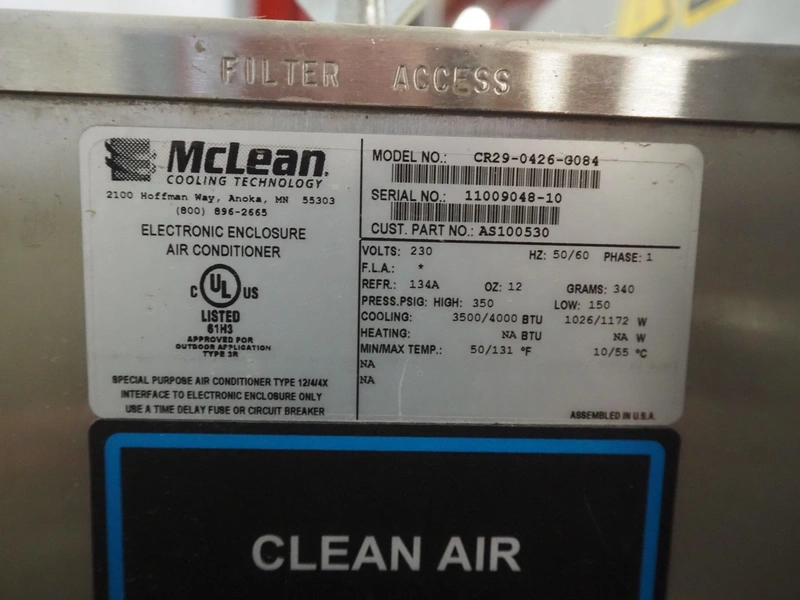 FILTER ACCESS
McLean®
COOLING TECHNOLOGY
2100 Hoffman Way, Anoka, MN 55303
(800) 896-2665
ELECTRONIC ENCLOSURE
AIR CONDITIONER
C UL US
LISTED
61H3
APPROVED FOR
OUTDOOR APPLICATION
TYPE 3R
SPECIAL PURPOSE AIR CONDITIONER TYPE 12/4/4X
INTERFACE TO ELECTRONIC ENCLOSURE ONLY
USE A TIME DELAY FUSE OR CIRCUIT BREAKER
MODEL NO.: CR29-0426-G084
SERIAL NO.: 11009048-10
CUST. PART NO.: AS100530
VOLTS: 230 HZ: 50/60 PHASE: 1
F.L.A.: *
REFR.: 134A OZ: 12 GRAMS: 340
PRESS.PSIG: HIGH: 350 LOW: 150
COOLING: 3500/4000 BTU 1026/1172 W
HEATING: NA BTU NA W
MIN/MAX TEMP.: 50/131 °F 10/55 °C
NA
NA
ASSEMBLED IN U.S.A.
CLEAN AIR